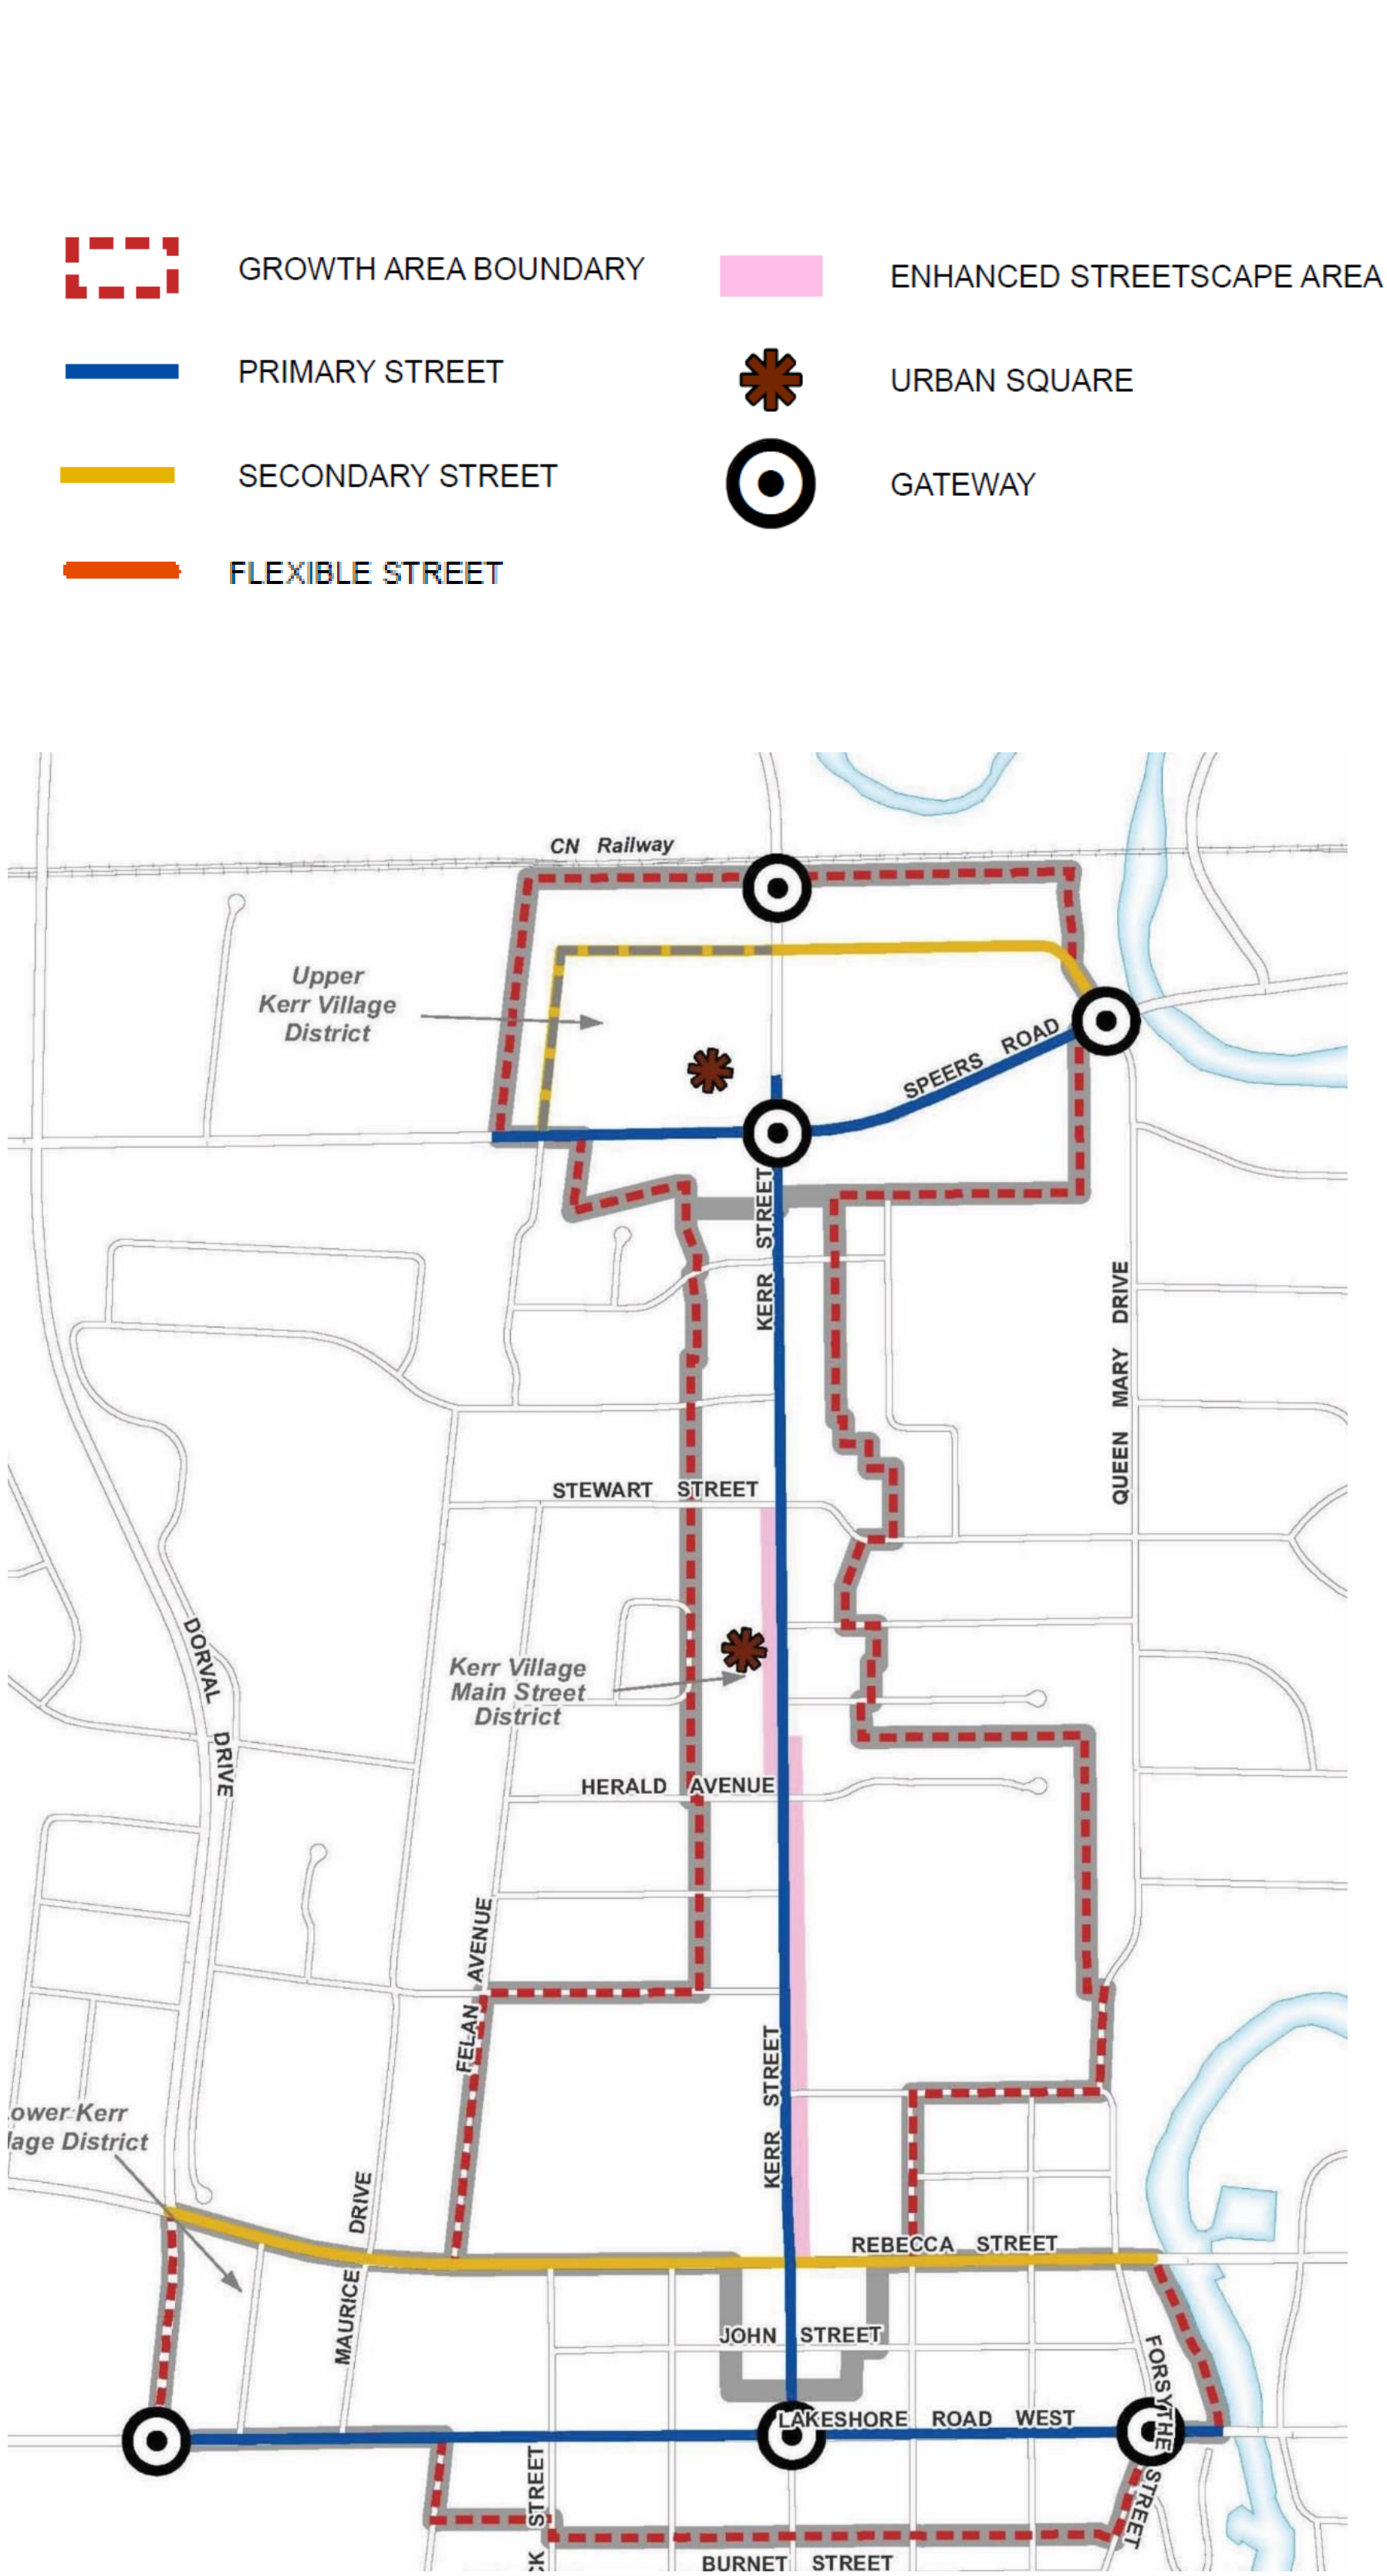 GROWTH AREA BOUNDARY
ENHANCED STREETSCAPE AREA
PRIMARY STREET
URBAN SQUARE
SECONDARY STREET
GATEWAY
FLEXIBLE STREET
CN Railway
Upper
Kerr Village
District
SPEERS ROAD
KERR STREET
QUEEN MARY DRIVE
STEWART STREET
DORVAL DRIVE
Kerr Village
Main Street
District
HERALD AVENUE
FELAN AVENUE
KERR STREET
ower Kerr
lage District
MAURICE DRIVE
REBECCA STREET
JOHN STREET
FORSYTHE STREET
LAKESHORE ROAD WEST
CK STREET
BURNET STREET